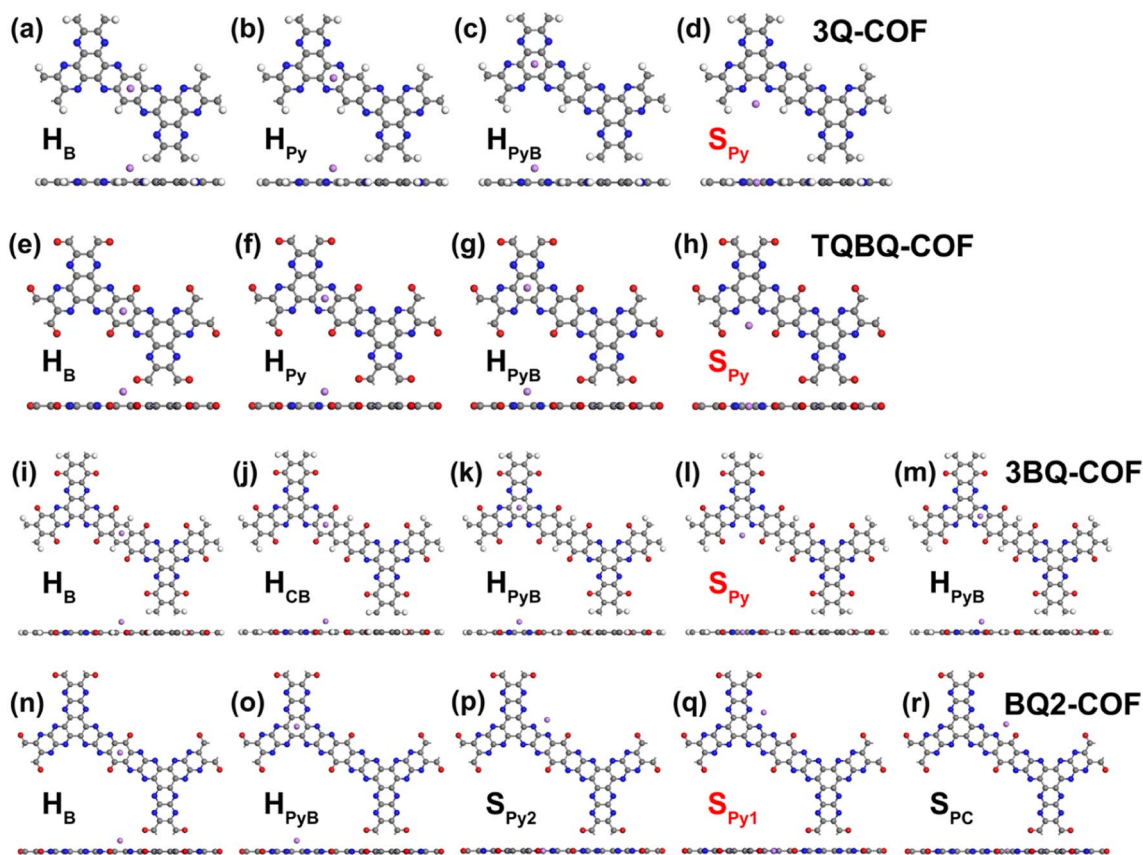 (a) (b) (c) (d) 3Q-COF
H_B H_Py H_PyB S_Py
(e) (f) (g) (h) TQBQ-COF
H_B H_Py H_PyB S_Py
(i) (j) (k) (l) (m) 3BQ-COF
H_B H_CB H_PyB S_Py H_PyB
(n) (o) (p) (q) (r) BQ2-COF
H_B H_PyB S_Py2 S_Py1 S_PC